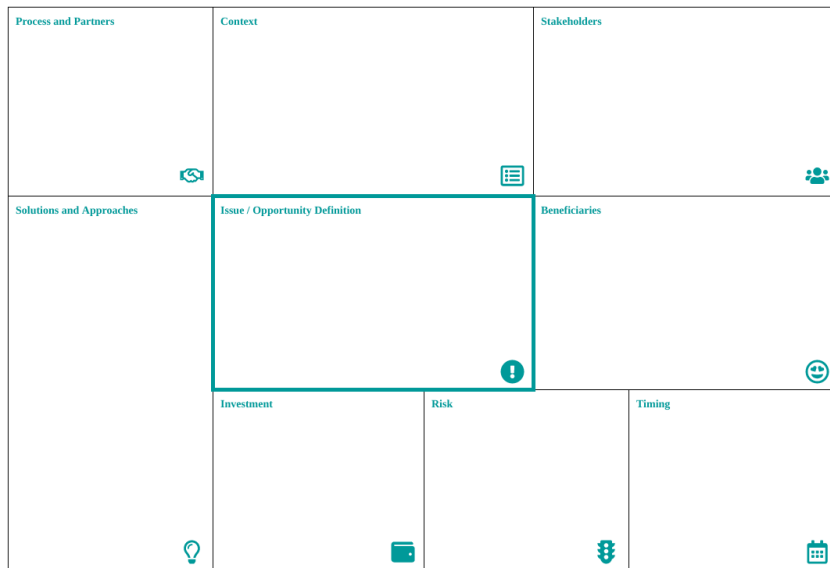 Process and Partners
Context
Stakeholders
Solutions and Approaches
Issue / Opportunity Definition
Beneficiaries
Investment
Risk
Timing